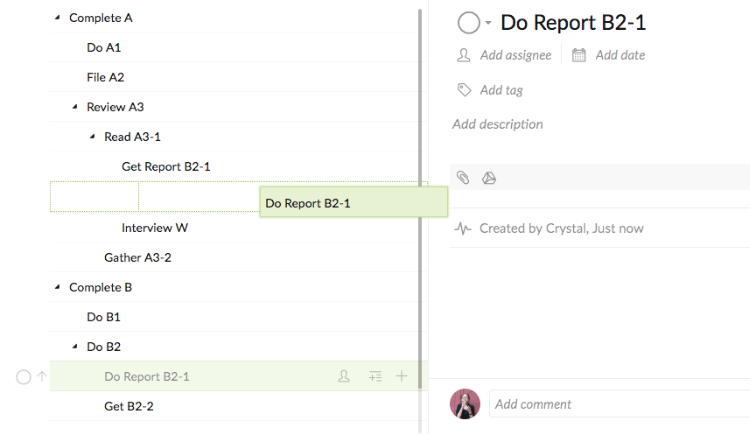 Complete A
Do A1
File A2
Review A3
Read A3-1
Get Report B2-1
Do Report B2-1
Interview W
Gather A3-2
Complete B
Do B1
Do B2
Do Report B2-1
Get B2-2
Do Report B2-1
Add assignee
Add date
Add tag
Add description
Created by Crystal, Just now
Add comment